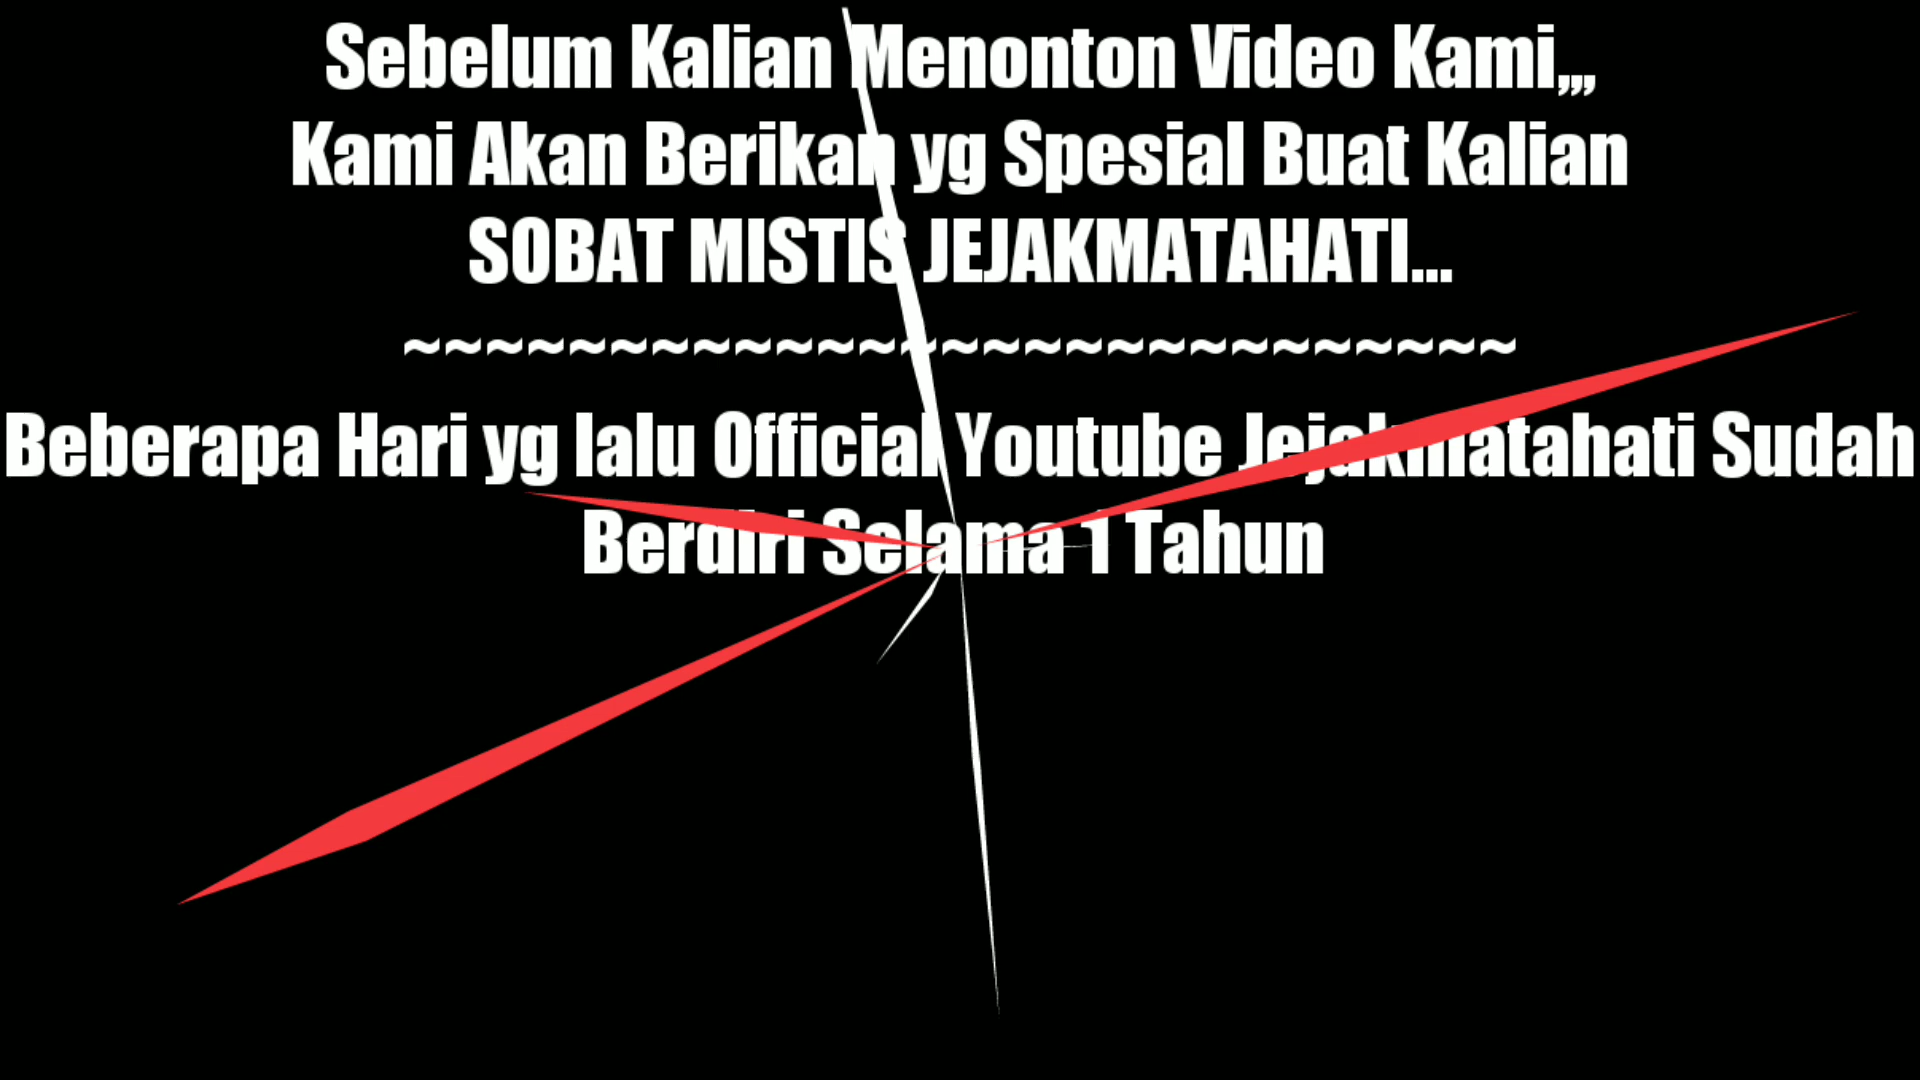 Sebelum Kalian Menonton Video Kami,,,
Kami Akan Berikan yg Spesial Buat Kalian
SOBAT MISTIS JEJAKMATAHATI...
~~~~~~~~~~~~~~~~~~~~~~~~~~~
Beberapa Hari yg lalu Official Youtube Jejakmatahati Sudah
Berdiri Selama 1 Tahun